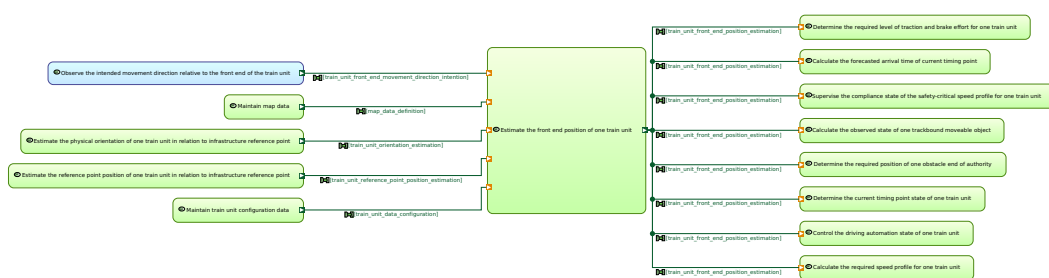 Observe the intended movement direction relative to the front end of the train unit
[train_unit_front_end_movement_direction_intention]
Maintain map data
[map_data_definition]
Estimate the physical orientation of one train unit in relation to infrastructure reference point
[train_unit_orientation_estimation]
Estimate the reference point position of one train unit in relation to infrastructure reference point
[train_unit_reference_point_position_estimation]
Maintain train unit configuration data
[train_unit_data_configuration]
Estimate the front end position of one train unit
Determine the required level of traction and brake effort for one train unit
[train_unit_front_end_position_estimation]
Calculate the forecasted arrival time of current timing point
[train_unit_front_end_position_estimation]
Supervise the compliance state of the safety-critical speed profile for one train unit
[train_unit_front_end_position_estimation]
Calculate the observed state of one trackbound moveable object
[train_unit_front_end_position_estimation]
Determine the required position of one obstacle end of authority
[train_unit_front_end_position_estimation]
Determine the current timing point state of one train unit
[train_unit_front_end_position_estimation]
Control the driving automation state of one train unit
[train_unit_front_end_position_estimation]
Calculate the required speed profile for one train unit
[train_unit_front_end_position_estimation]